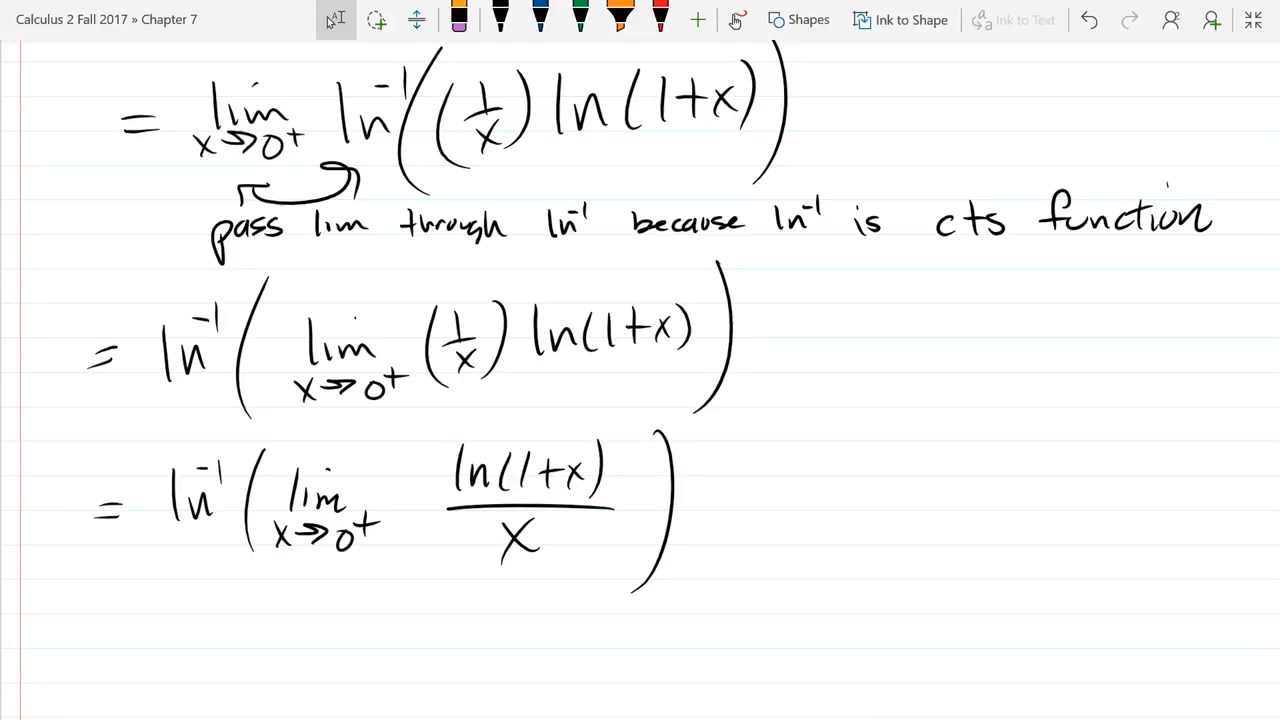 Calculus 2 Fall 2017 » Chapter 7 Shapes Ink to Shape Ink to Text
= lim x→0⁺ ln⁻¹((1/x) ln(1+x))
pass lim through ln⁻¹ because ln⁻¹ is cts function
= ln⁻¹(lim x→0⁺ (1/x) ln(1+x))
= ln⁻¹(lim x→0⁺ ln(1+x)/x)